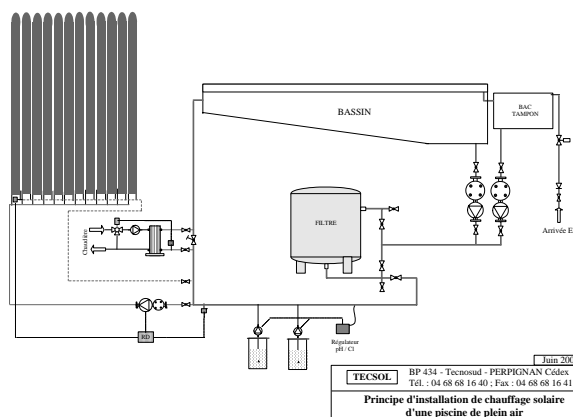 BASSIN
BAC
TAMPON
FILTRE
Chaudière
Arrivée E
RD
Régulateur
pH / Cl
Juin 200
TECSOL
BP 434 - Tecnosud - PERPIGNAN Cédex
Tél. : 04 68 68 16 40 ; Fax : 04 68 68 16 41
Principe d'installation de chauffage solaire
d'une piscine de plein air